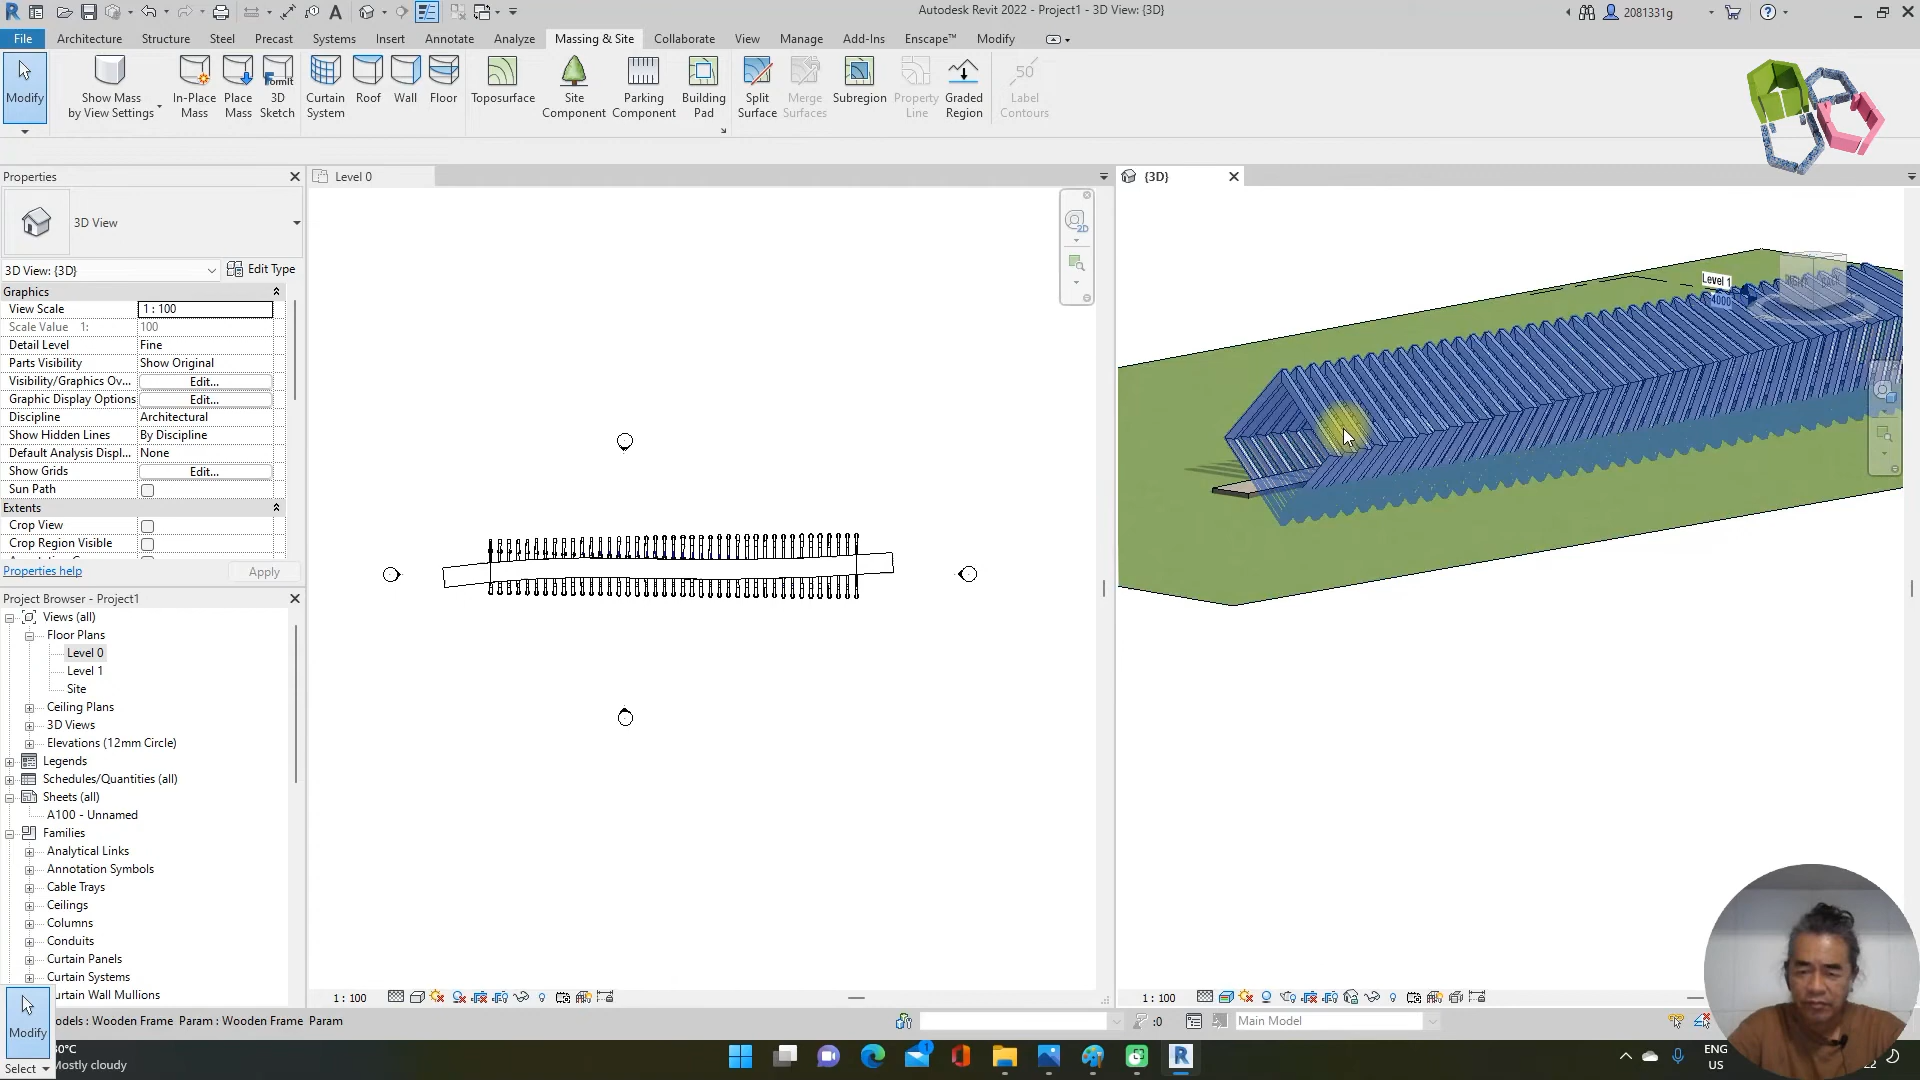 Autodesk Revit 2022 - Project1 - 3D View: {3D}
2081331g
File Architecture Structure Steel Precast Systems Insert Annotate Analyze Massing & Site Collaborate View Manage Add-Ins Enscape™ Modify
Modify
Show Mass
by View Settings
In-Place
Mass
Place
Mass
3D
Sketch
Curtain
System
Roof
Wall
Floor
Toposurface
Site
Component
Parking
Component
Building
Pad
Split
Surface
Merge
Surfaces
Subregion
Property
Line
Graded
Region
50
Label
Contours
Properties
3D View
3D View: {3D}
Edit Type
Graphics
View Scale 1 : 100
Scale Value 1: 100
Detail Level Fine
Parts Visibility Show Original
Visibility/Graphics Ov... Edit...
Graphic Display Options Edit...
Discipline Architectural
Show Hidden Lines By Discipline
Default Analysis Displ... None
Show Grids Edit...
Sun Path
Extents
Crop View
Crop Region Visible
Properties help
Apply
Project Browser - Project1
Views (all)
Floor Plans
Level 0
Level 1
Site
Ceiling Plans
3D Views
Elevations (12mm Circle)
Legends
Schedules/Quantities (all)
Sheets (all)
A100 - Unnamed
Families
Analytical Links
Annotation Symbols
Cable Trays
Ceilings
Columns
Conduits
Curtain Panels
Curtain Systems
urtain Wall Mullions
Level 0
2D
{3D}
Level 1
4000
RIGHT
BACK
1 : 100
1 : 100
odels : Wooden Frame Param : Wooden Frame Param
:0
Main Model
Modify
Select
Mostly cloudy
ENG
US